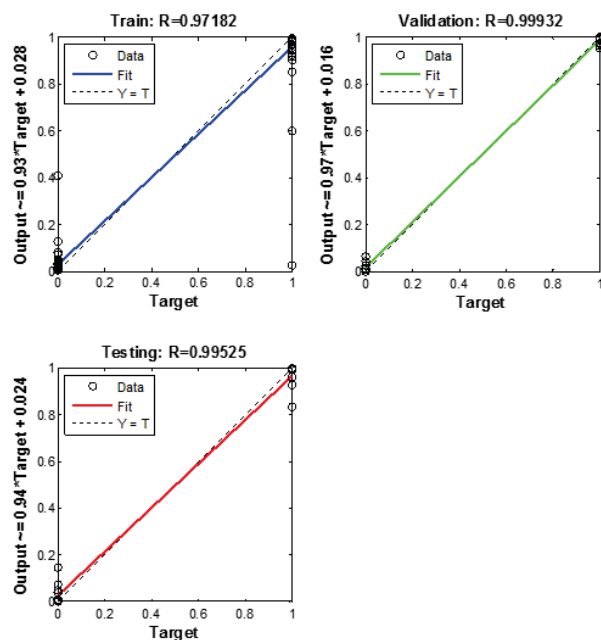 Train: R=0.97182
Output ~= 0.93*Target + 0.028
1
0.8
0.6
0.4
0.2
0
Data
Fit
Y = T
0 0.2 0.4 0.6 0.8 1
Target
Validation: R=0.99932
Output ~= 0.97*Target + 0.016
1
0.8
0.6
0.4
0.2
0
Data
Fit
Y = T
0 0.2 0.4 0.6 0.8 1
Target
Testing: R=0.99525
Output ~= 0.94*Target + 0.024
1
0.8
0.6
0.4
0.2
0
Data
Fit
Y = T
0 0.2 0.4 0.6 0.8 1
Target